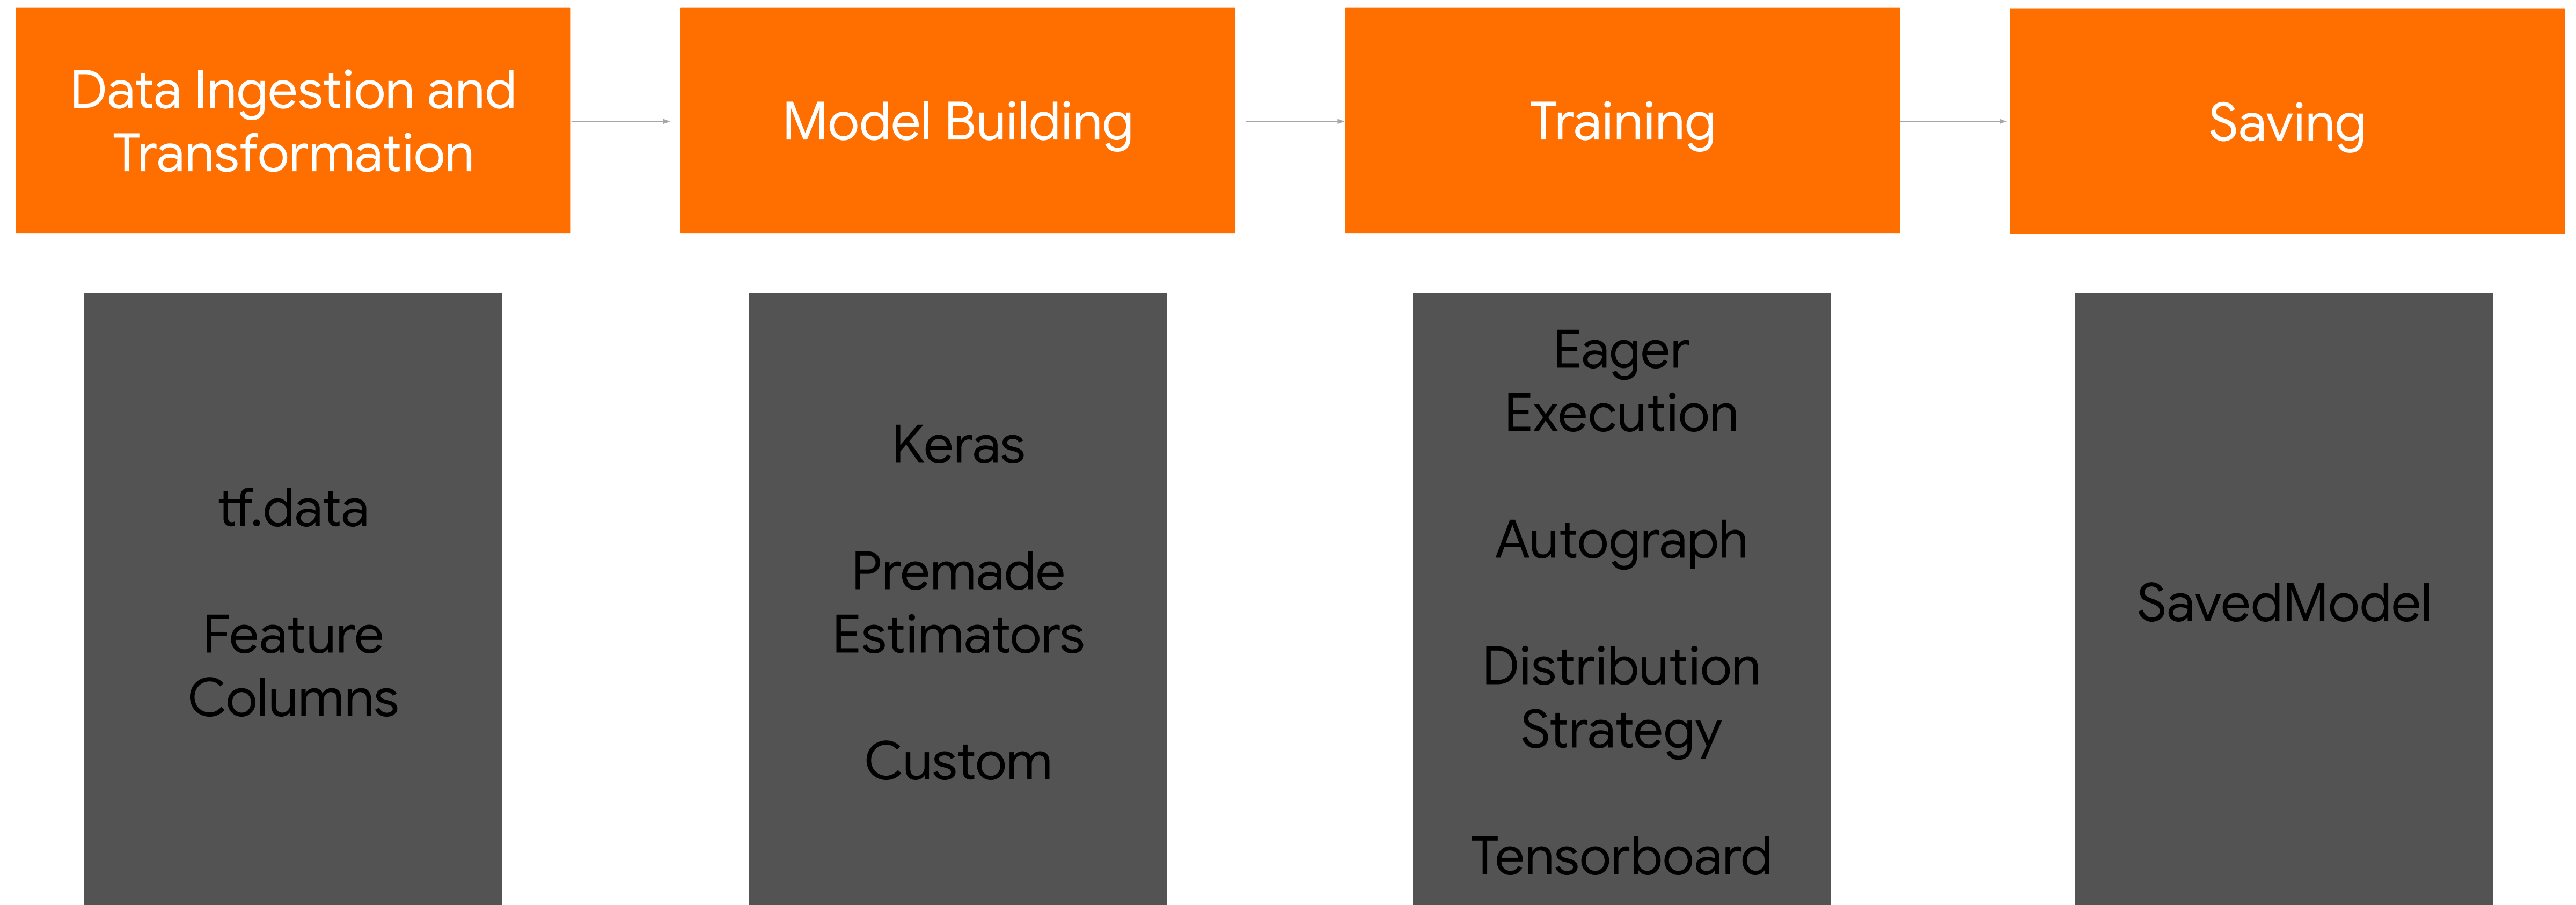 Data Ingestion and
Transformation
Model Building
Training
Saving
tf.data
Feature
Columns
Keras
Premade
Estimators
Custom
Eager
Execution
Autograph
Distribution
Strategy
Tensorboard
SavedModel